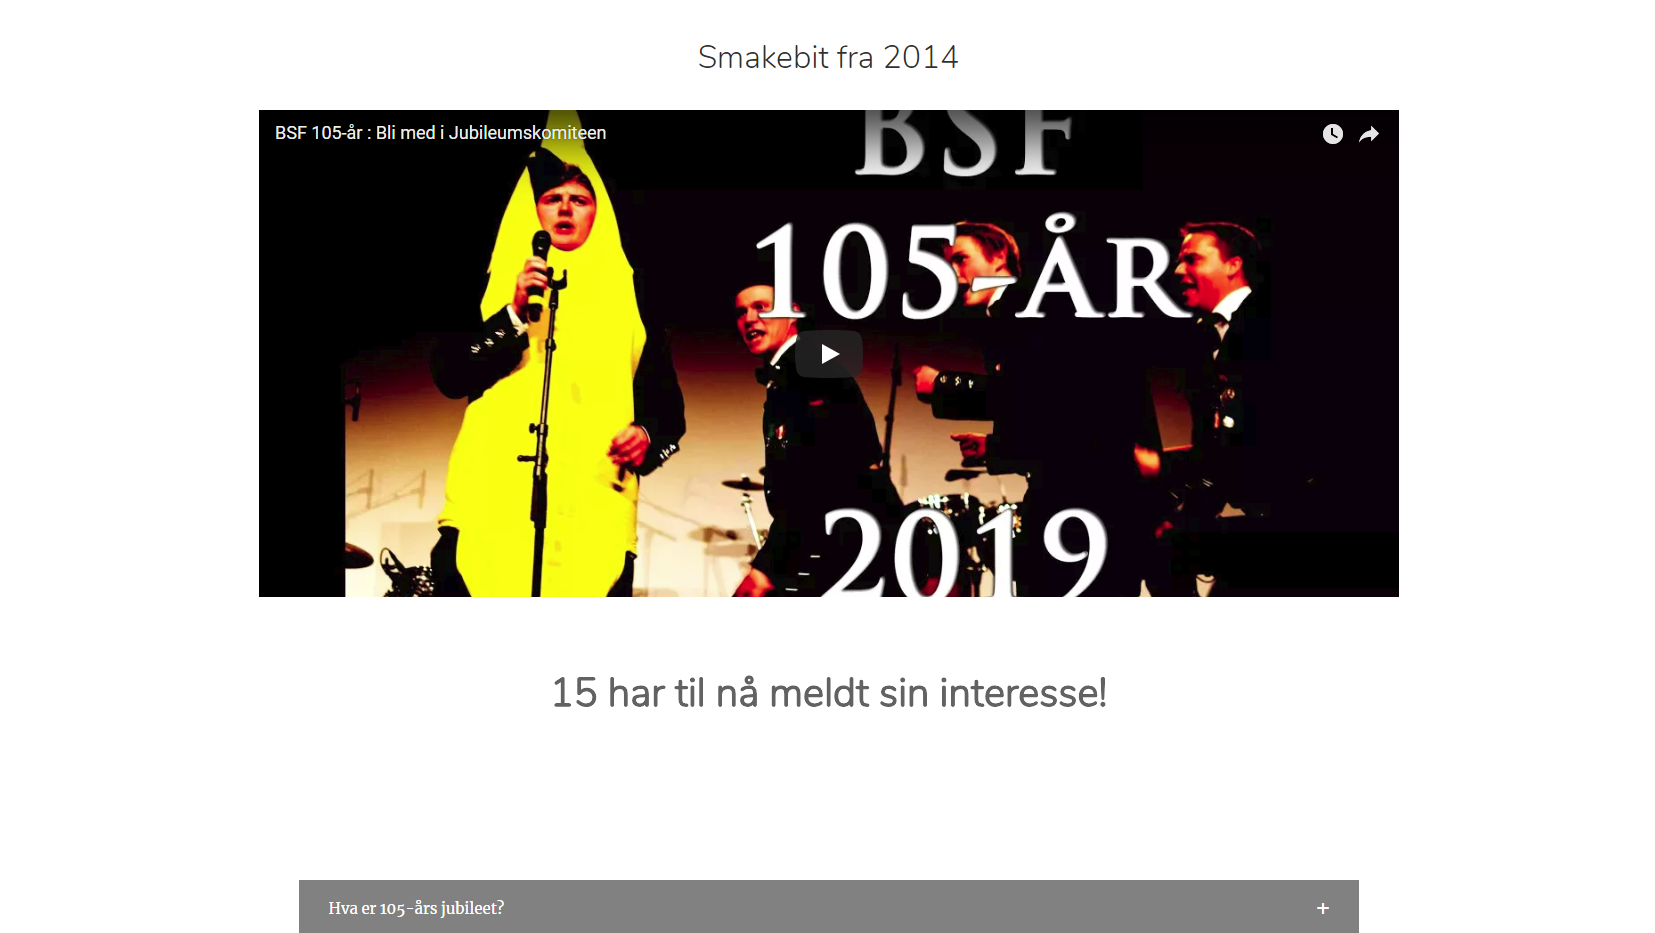 Smakebit fra 2014
BSF 105-år : Bli med i Jubileumskomiteen
BSF
105-ÅR
2019
15 har til nå meldt sin interesse!
Hva er 105-års jubileet? +